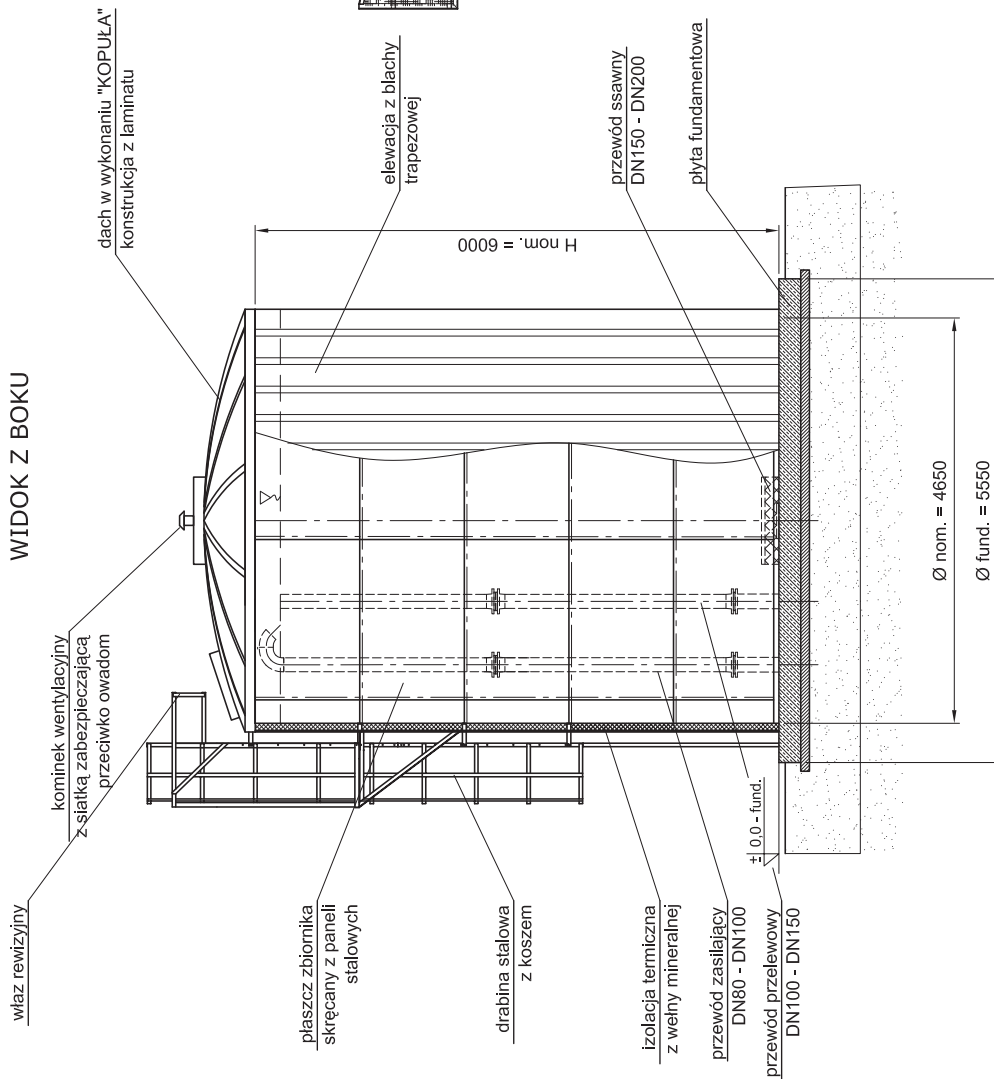 WIDOK Z BOKU
właz rewizyjny
kominek wentylacyjny
z siatką zabezpieczającą
przeciwko owadom
dach w wykonaniu "KOPUŁA"
konstrukcja z laminatu
płaszcz zbiornika
skręcany z paneli
stalowych
elewacja z blachy
trapezowej
drabina stalowa
z koszem
H nom. = 6000
izolacja termiczna
z wełny mineralnej
przewód ssawny
DN150 - DN200
przewód zasilający
DN80 - DN100
płyta fundamentowa
± 0,0 - fund.
przewód przelewowy
DN100 - DN150
Ø nom. = 4650
Ø fund. = 5550